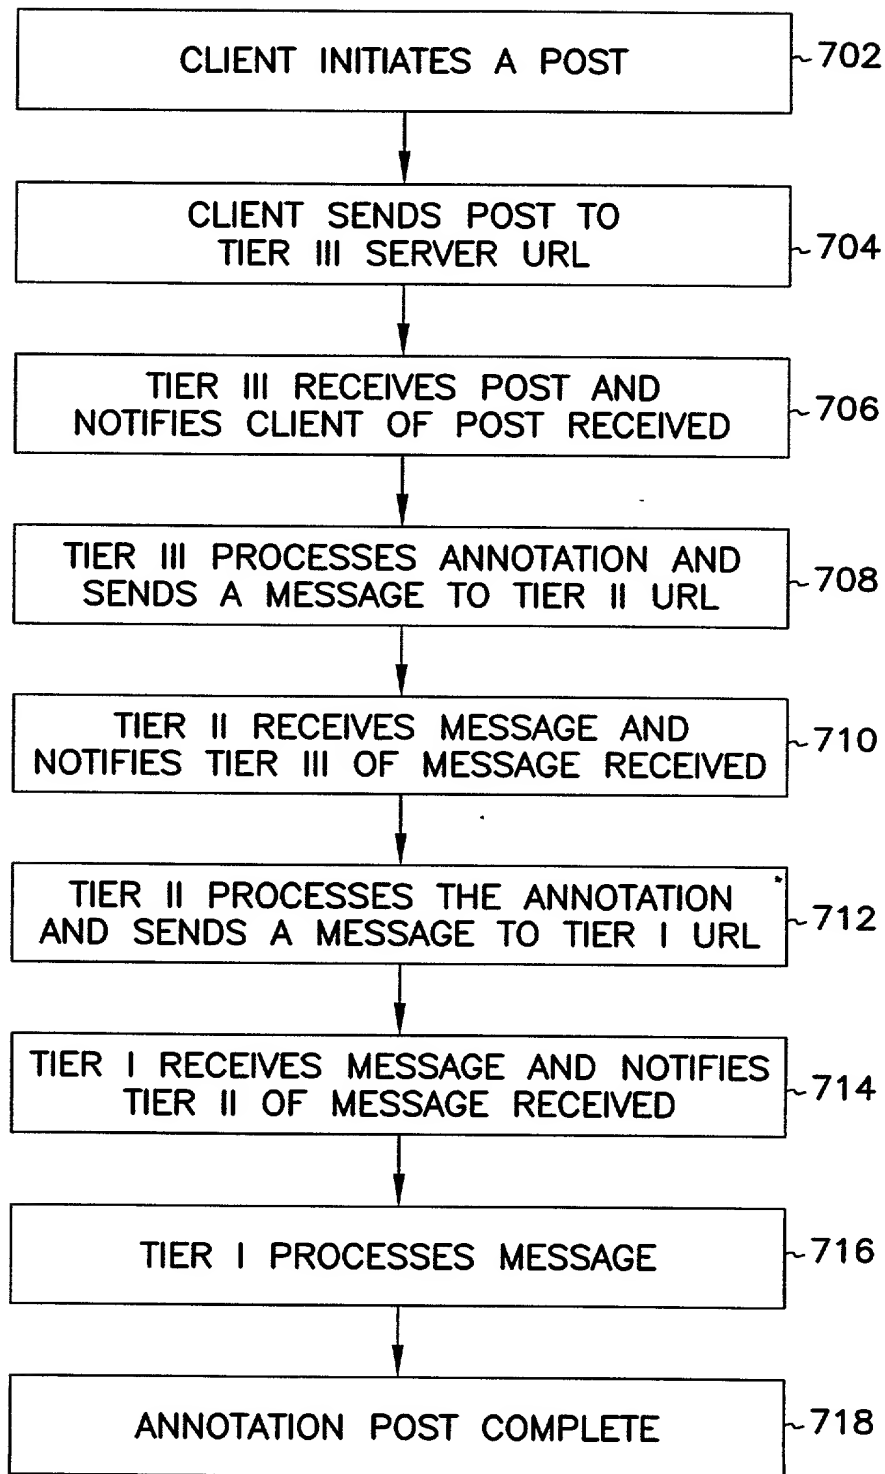 CLIENT INITIATES A POST
702
CLIENT SENDS POST TO
TIER III SERVER URL
704
TIER III RECEIVES POST AND
NOTIFIES CLIENT OF POST RECEIVED
706
TIER III PROCESSES ANNOTATION AND
SENDS A MESSAGE TO TIER II URL
708
TIER II RECEIVES MESSAGE AND
NOTIFIES TIER III OF MESSAGE RECEIVED
710
TIER II PROCESSES THE ANNOTATION
AND SENDS A MESSAGE TO TIER I URL
712
TIER I RECEIVES MESSAGE AND NOTIFIES
TIER II OF MESSAGE RECEIVED
714
TIER I PROCESSES MESSAGE
716
ANNOTATION POST COMPLETE
718